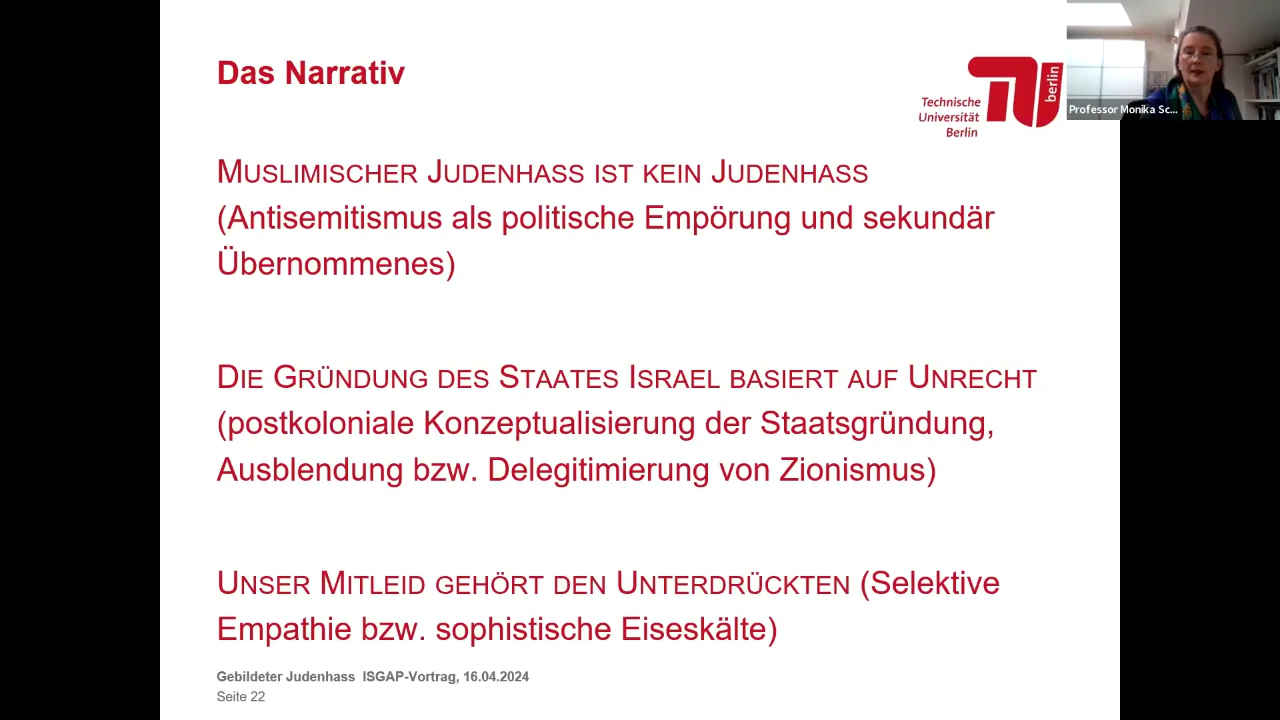 Das Narrativ
Technische
Universität
Berlin
berlin
Professor Monika Sc...
MUSLIMISCHER JUDENHASS IST KEIN JUDENHASS
(Antisemitismus als politische Empörung und sekundär
Übernommenes)
DIE GRÜNDUNG DES STAATES ISRAEL BASIERT AUF UNRECHT
(postkoloniale Konzeptualisierung der Staatsgründung,
Ausblendung bzw. Delegitimierung von Zionismus)
UNSER MITLEID GEHÖRT DEN UNTERDRÜCKTEN (Selektive
Empathie bzw. sophistische Eiseskälte)
Gebildeter Judenhass ISGAP-Vortrag, 16.04.2024
Seite 22